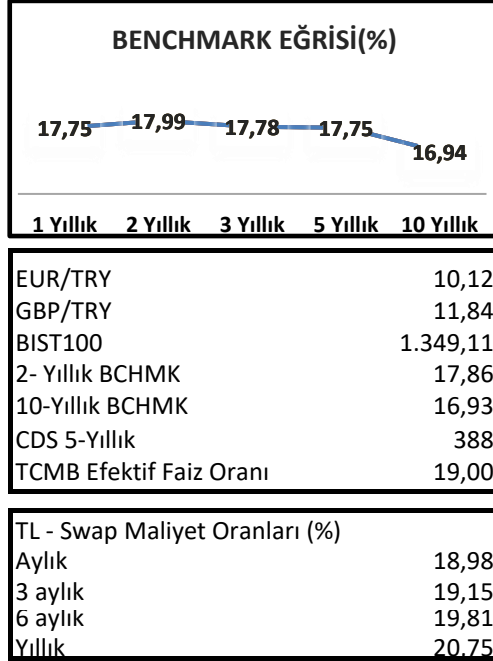 BENCHMARK EĞRİSİ(%)
17,75 17,99 17,78 17,75 16,94
1 Yıllık 2 Yıllık 3 Yıllık 5 Yıllık 10 Yıllık
EUR/TRY 10,12
GBP/TRY 11,84
BIST100 1.349,11
2- Yıllık BCHMK 17,86
10-Yıllık BCHMK 16,93
CDS 5-Yıllık 388
TCMB Efektif Faiz Oranı 19,00
TL - Swap Maliyet Oranları (%)
Aylık 18,98
3 aylık 19,15
6 aylık 19,81
Yıllık 20,75